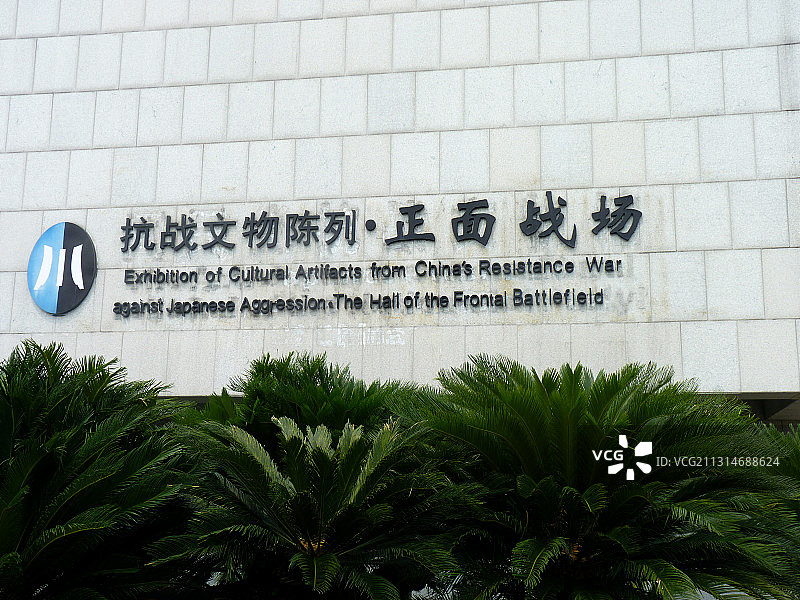 抗战文物陈列·正面战场
Exhibition of Cultural Artifacts from China's Resistance War
against Japanese Aggression·The Hall of the Frontal Battlefield
VCG VCG211314688624